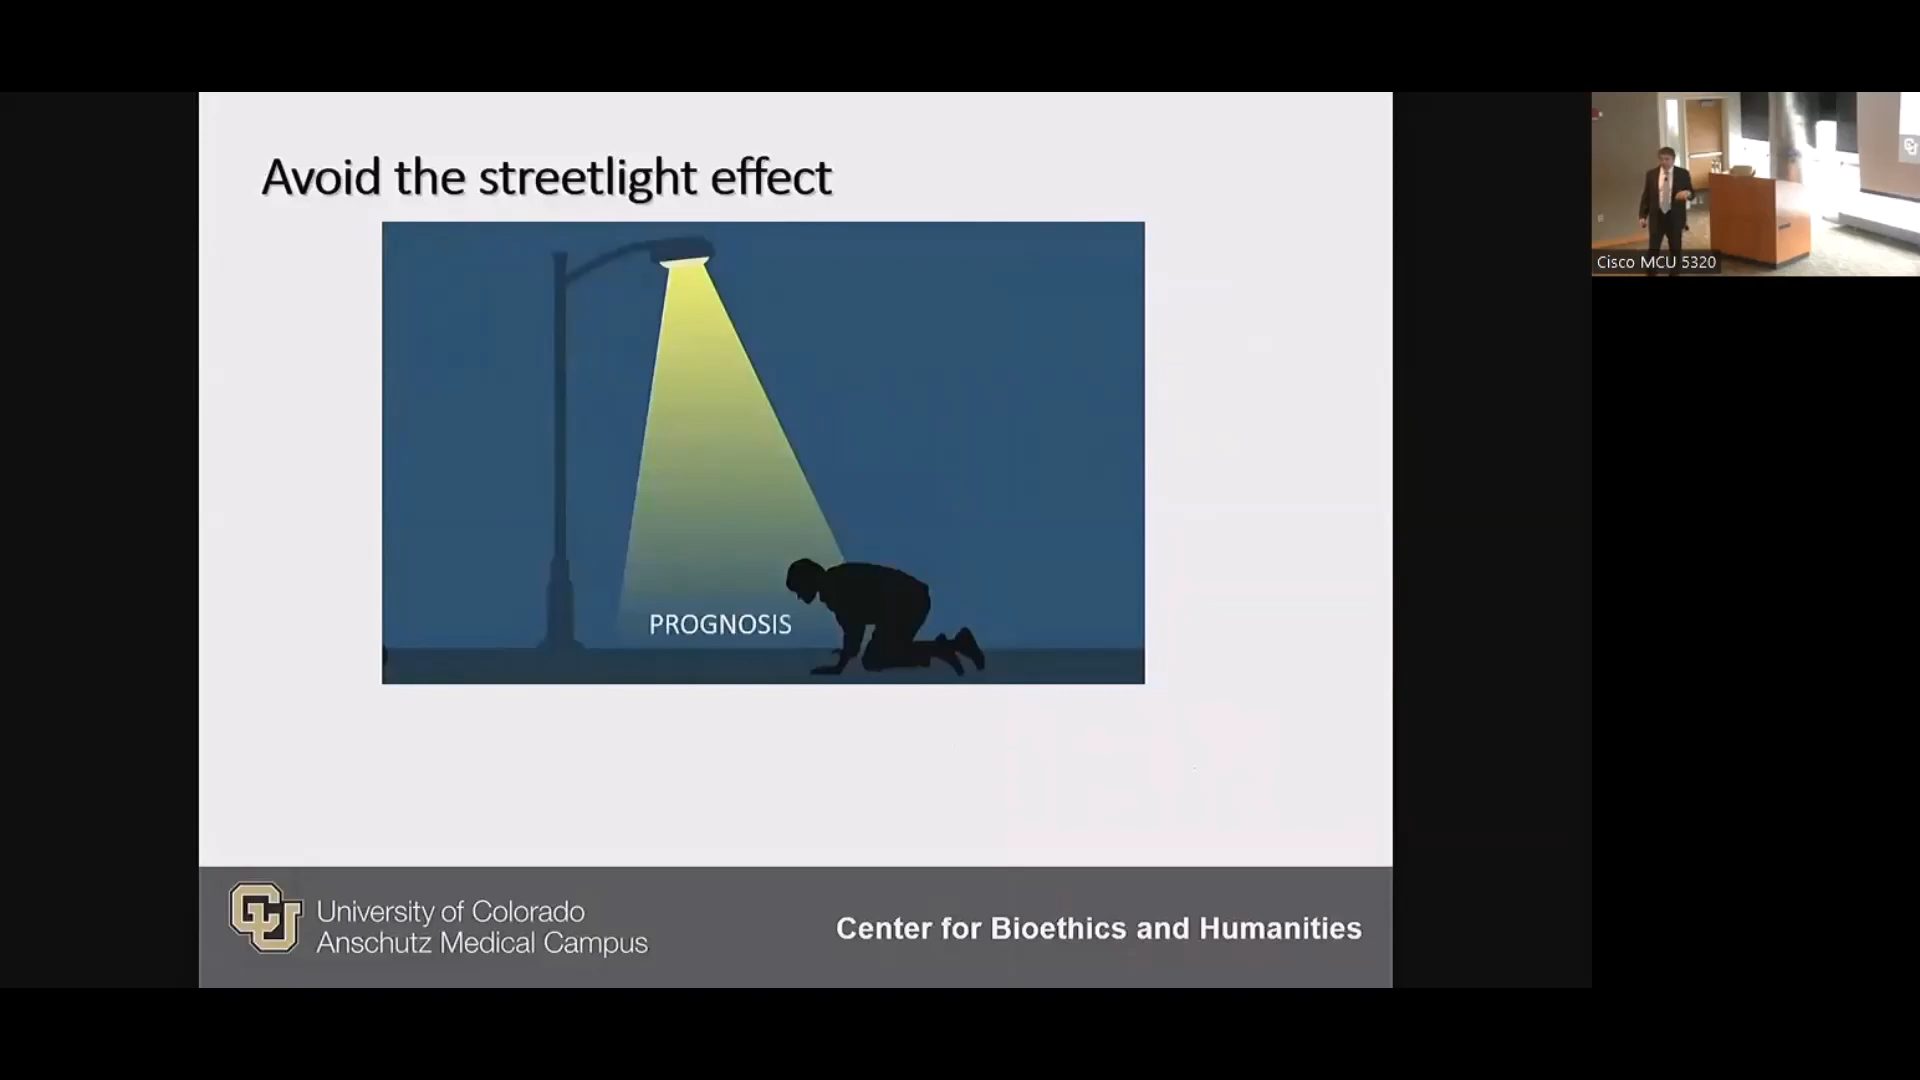 Avoid the streetlight effect
PROGNOSIS
University of Colorado
Anschutz Medical Campus
Center for Bioethics and Humanities
Cisco MCU 5320